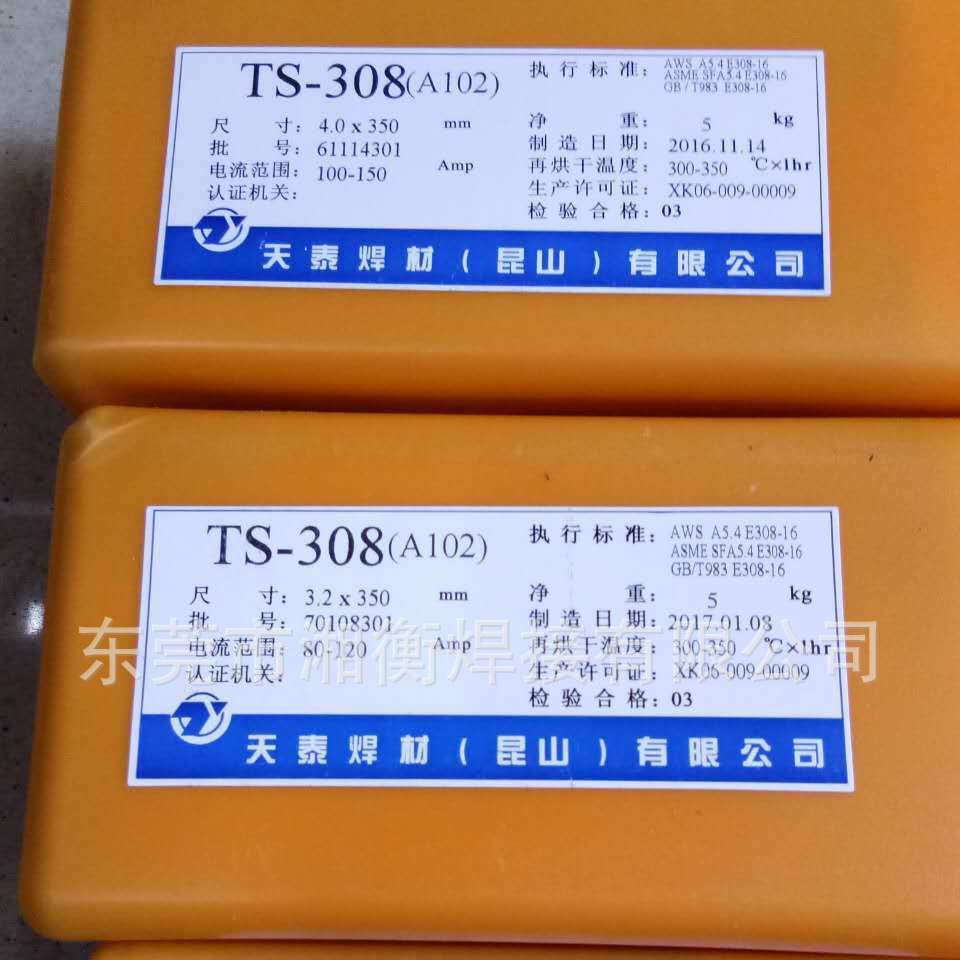 TS-308(A102)
执行标准: AWS A5.4 E308-16
ASME SFA5.4 E308-16
GB/T983 E308-16
尺 寸: 4.0 x 350 mm
净 重: 5 kg
批 号: 61114301
制造日期: 2016.11.14
电流范围: 100-150 Amp
再烘干温度: 300-350 ℃×1hr
认证机关:
生产许可证: XK06-009-00009
检验合格: 03
天泰焊材(昆山)有限公司
TS-308(A102)
执行标准: AWS A5.4 E308-16
ASME SFA5.4 E308-16
GB/T983 E308-16
尺 寸: 3.2 x 350 mm
净 重: 5 kg
批 号: 70108301
制造日期: 2017.01.08
电流范围: 80-120 Amp
再烘干温度: 300-350 ℃×1hr
认证机关:
生产许可证: XK06-009-00009
检验合格: 03
天泰焊材(昆山)有限公司
东莞市湘衡焊接有限公司